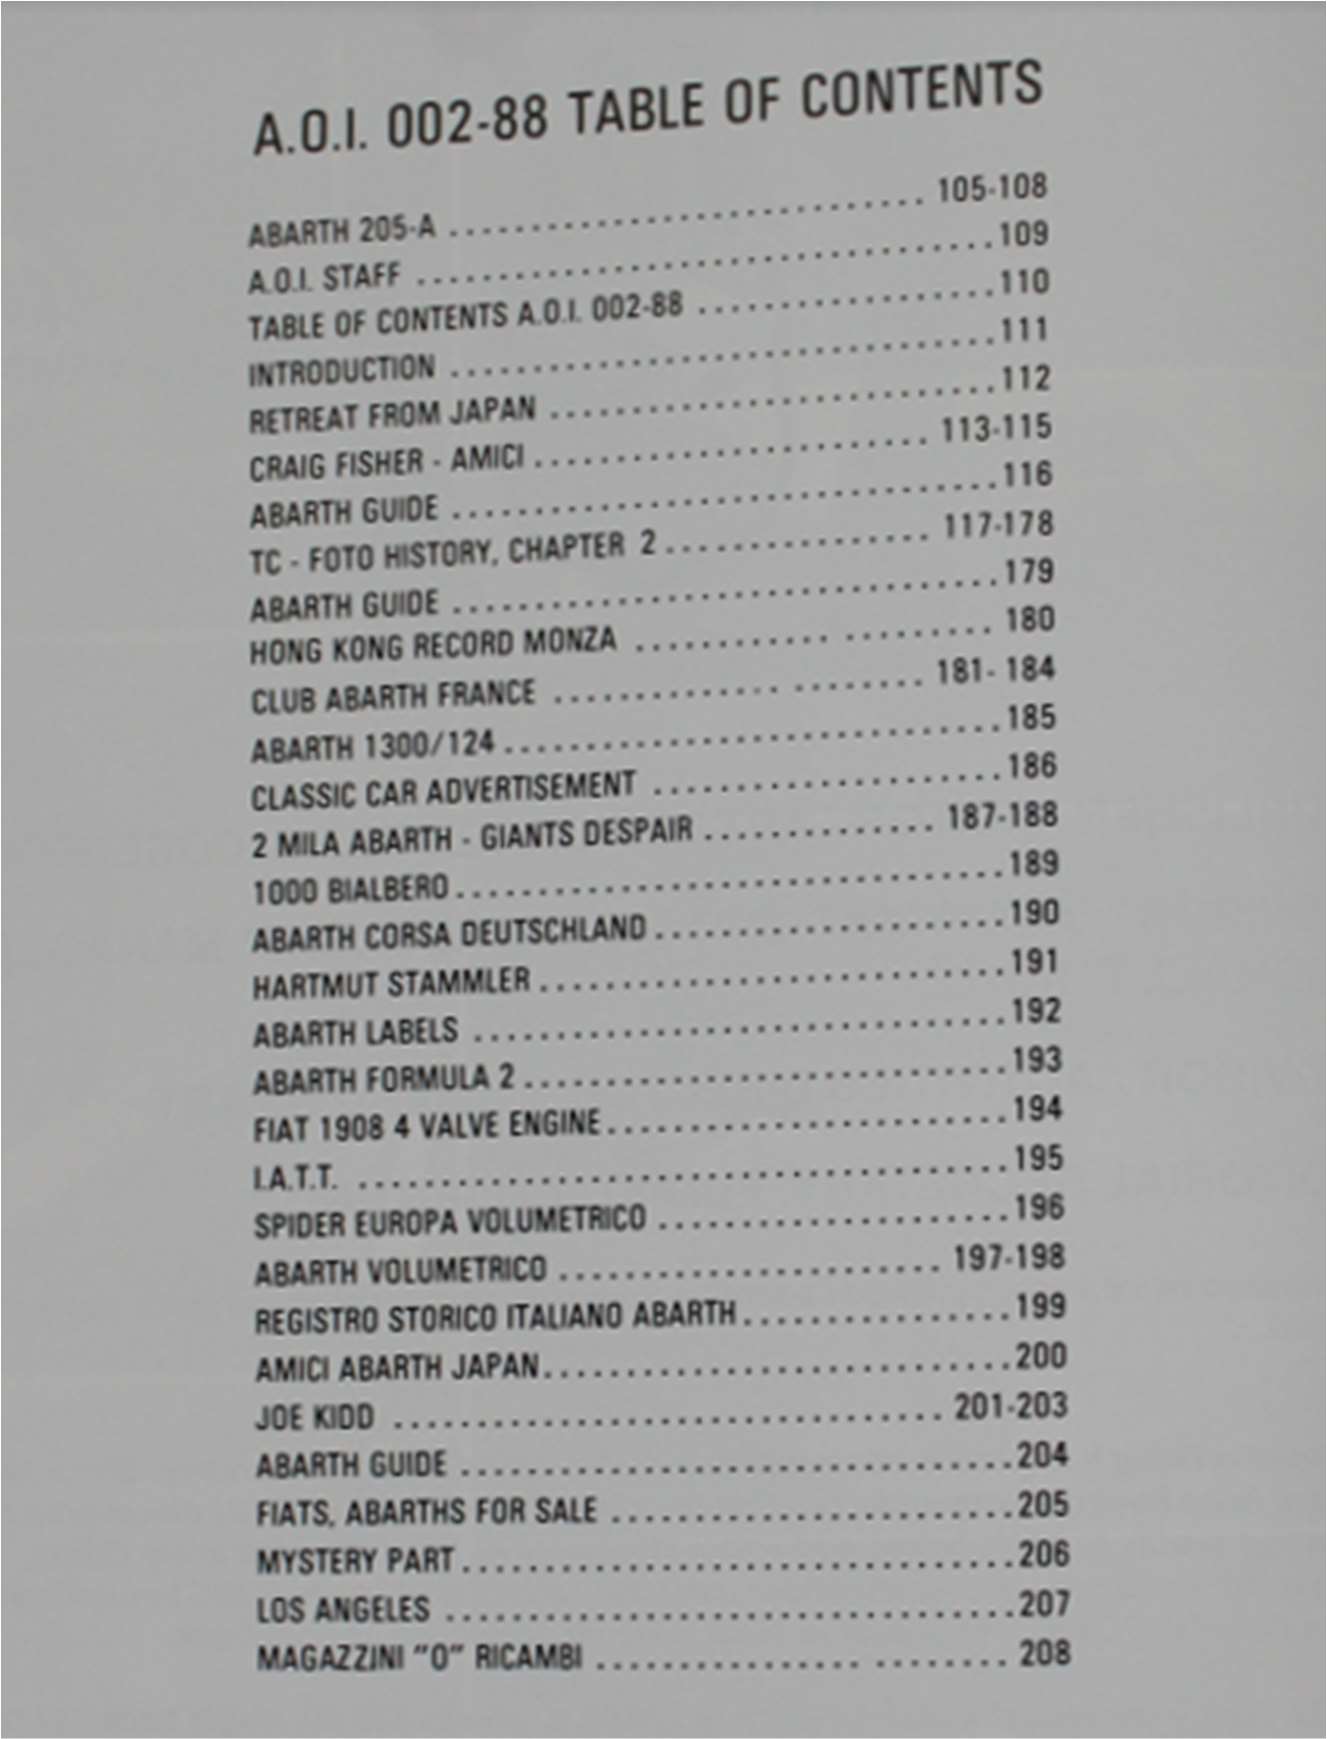 A.O.I. 002-88 TABLE OF CONTENTS
ABARTH 205-A ............................. 105-108
A.O.I. STAFF ...................................109
TABLE OF CONTENTS A.O.I. 002-88 ..................110
INTRODUCTION .................................111
RETREAT FROM JAPAN ...........................112
CRAIG FISHER - AMICI ........................ 113-115
ABARTH GUIDE .................................116
TC - FOTO HISTORY, CHAPTER 2 ................ 117-178
ABARTH GUIDE .................................179
HONG KONG RECORD MONZA ............ ......... 180
CLUB ABARTH FRANCE .............. ........ 181- 184
ABARTH 1300/124 ..............................185
CLASSIC CAR ADVERTISEMENT .....................186
2 MILA ABARTH - GIANTS DESPAIR .............. 187-188
1000 BIALBERO .................................189
ABARTH CORSA DEUTSCHLAND .....................190
HARTMUT STAMMLER ............................191
ABARTH LABELS ................................192
ABARTH FORMULA 2 .............................193
FIAT 1908 4 VALVE ENGINE ........................194
I.A.T.T. .......................................195
SPIDER EUROPA VOLUMETRICO .....................196
ABARTH VOLUMETRICO ....................... 197-198
REGISTRO STORICO ITALIANO ABARTH .................199
AMICI ABARTH JAPAN .............................200
JOE KIDD ................................. 201-203
ABARTH GUIDE .................................204
FIATS, ABARTHS FOR SALE ........................205
MYSTERY PART ..................................206
LOS ANGELES ..................................207
MAGAZZINI "O" RICAMBI ................ ........ 208